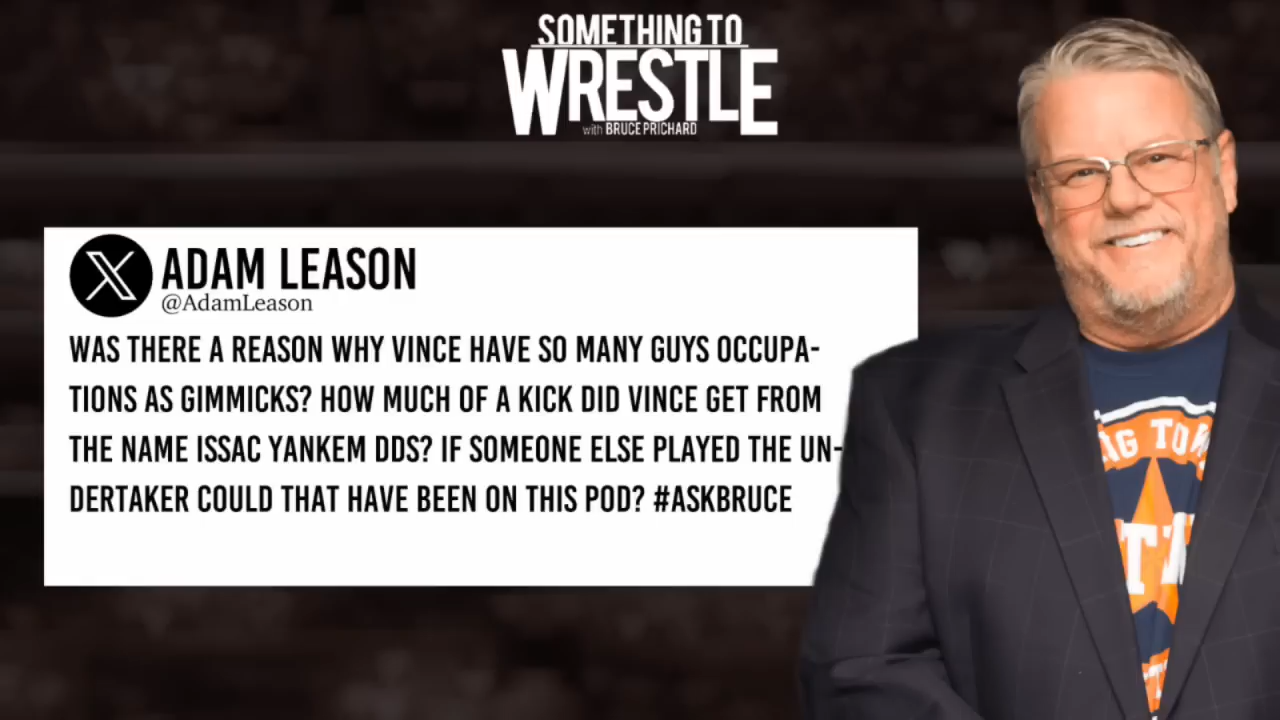 SOMETHING TO
WRESTLE
with BRUCE PRICHARD
ADAM LEASON
@AdamLeason
WAS THERE A REASON WHY VINCE HAVE SO MANY GUYS OCCUPA-
TIONS AS GIMMICKS? HOW MUCH OF A KICK DID VINCE GET FROM
THE NAME ISSAC YANKEM DDS? IF SOMEONE ELSE PLAYED THE UN-
DERTAKER COULD THAT HAVE BEEN ON THIS POD? #ASKBRUCE